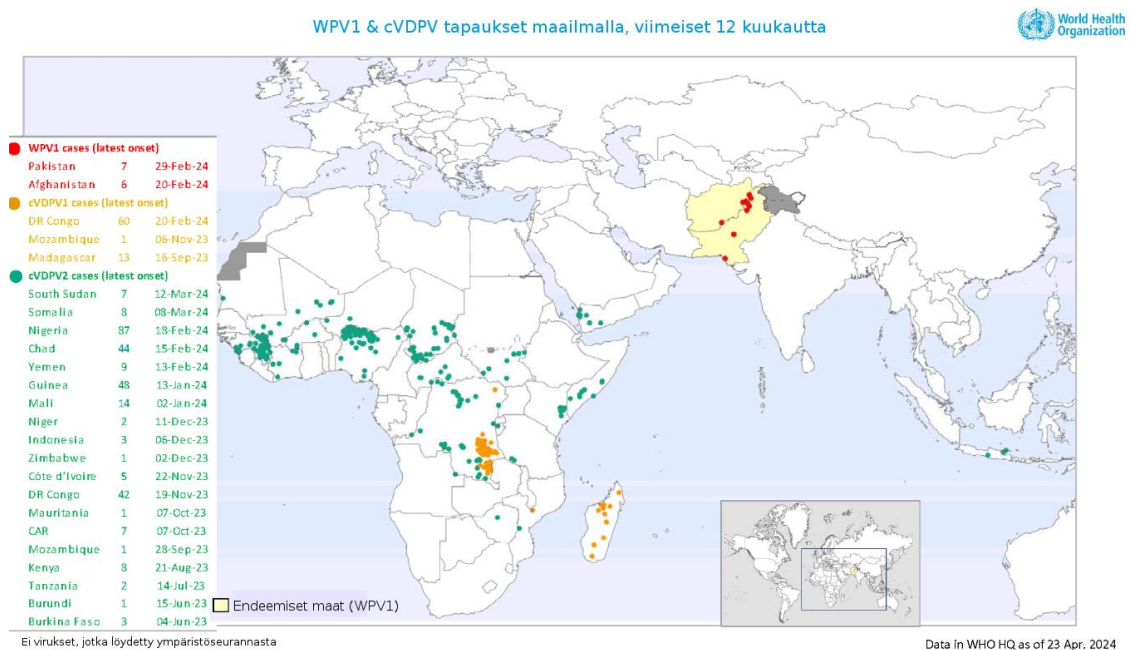 WPV1 & cVDPV tapaukset maailmalla, viimeiset 12 kuukautta
World Health
Organization
WPV1 cases (latest onset)
Pakistan 7 29-Feb-24
Afghanistan 6 20-Feb-24
cVDPV1 cases (latest onset)
DR Congo 60 20-Feb-24
Mozambique 1 06-Nov-23
Madagascar 13 16-Sep-23
cVDPV2 cases (latest onset)
South Sudan 7 12-Mar-24
Somalia 8 08-Mar-24
Nigeria 87 18-Feb-24
Chad 44 15-Feb-24
Yemen 9 13-Feb-24
Guinea 48 13-Jan-24
Mali 14 02-Jan-24
Niger 2 11-Dec-23
Indonesia 3 06-Dec-23
Zimbabwe 1 02-Dec-23
Côte d'Ivoire 5 22-Nov-23
DR Congo 42 19-Nov-23
Mauritania 1 07-Oct-23
CAR 7 07-Oct-23
Mozambique 1 28-Sep-23
Kenya 8 21-Aug-23
Tanzania 2 14-Jul-23
Burundi 1 15-Jun-23
Burkina Faso 3 04-Jun-23
Endeemiset maat (WPV1)
Ei virukset, jotka löydetty ympäristöseurannasta
Data in WHO HQ as of 23 Apr. 2024